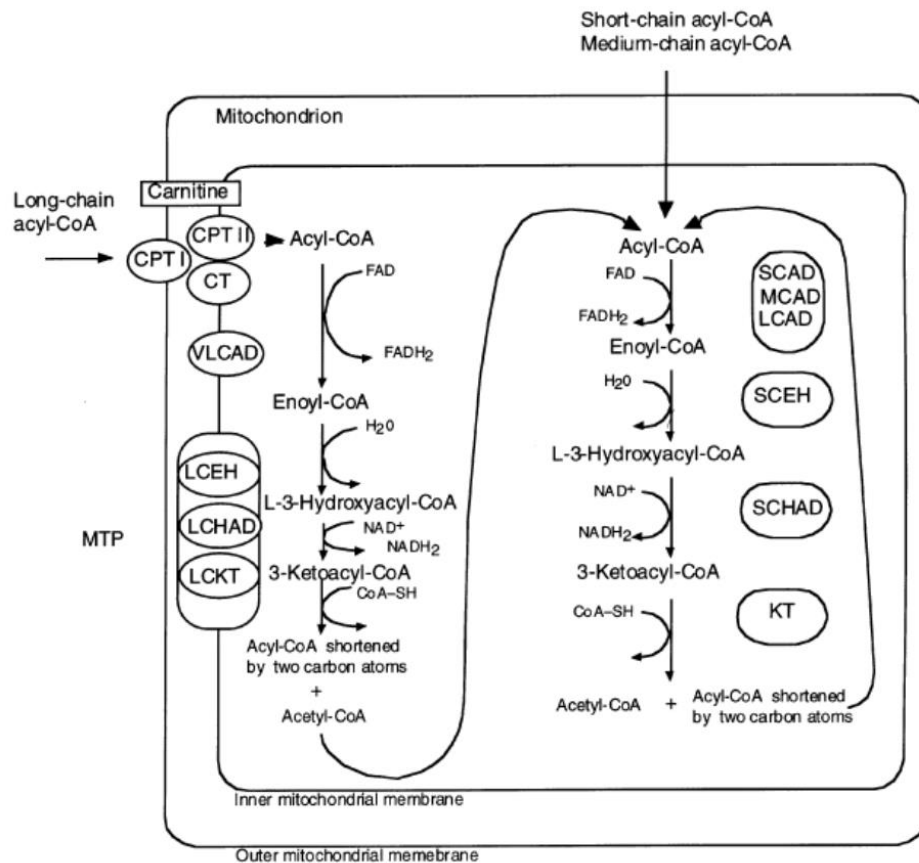 Short-chain acyl-CoA
Medium-chain acyl-CoA
Mitochondrion
Long-chain
acyl-CoA
Carnitine
CPT I
CPT II
CT
VLCAD
MTP
LCEH
LCHAD
LCKT
Acyl-CoA
FAD
FADH2
Enoyl-CoA
H20
L-3-Hydroxyacyl-CoA
NAD+
NADH2
3-Ketoacyl-CoA
CoA–SH
Acyl-CoA shortened
by two carbon atoms
+
Acetyl-CoA
Acyl-CoA
FAD
FADH2
Enoyl-CoA
H20
L-3-Hydroxyacyl-CoA
NAD+
NADH2
3-Ketoacyl-CoA
CoA–SH
Acetyl-CoA + Acyl-CoA shortened
by two carbon atoms
SCAD
MCAD
LCAD
SCEH
SCHAD
KT
Inner mitochondrial membrane
Outer mitochondrial memebrane